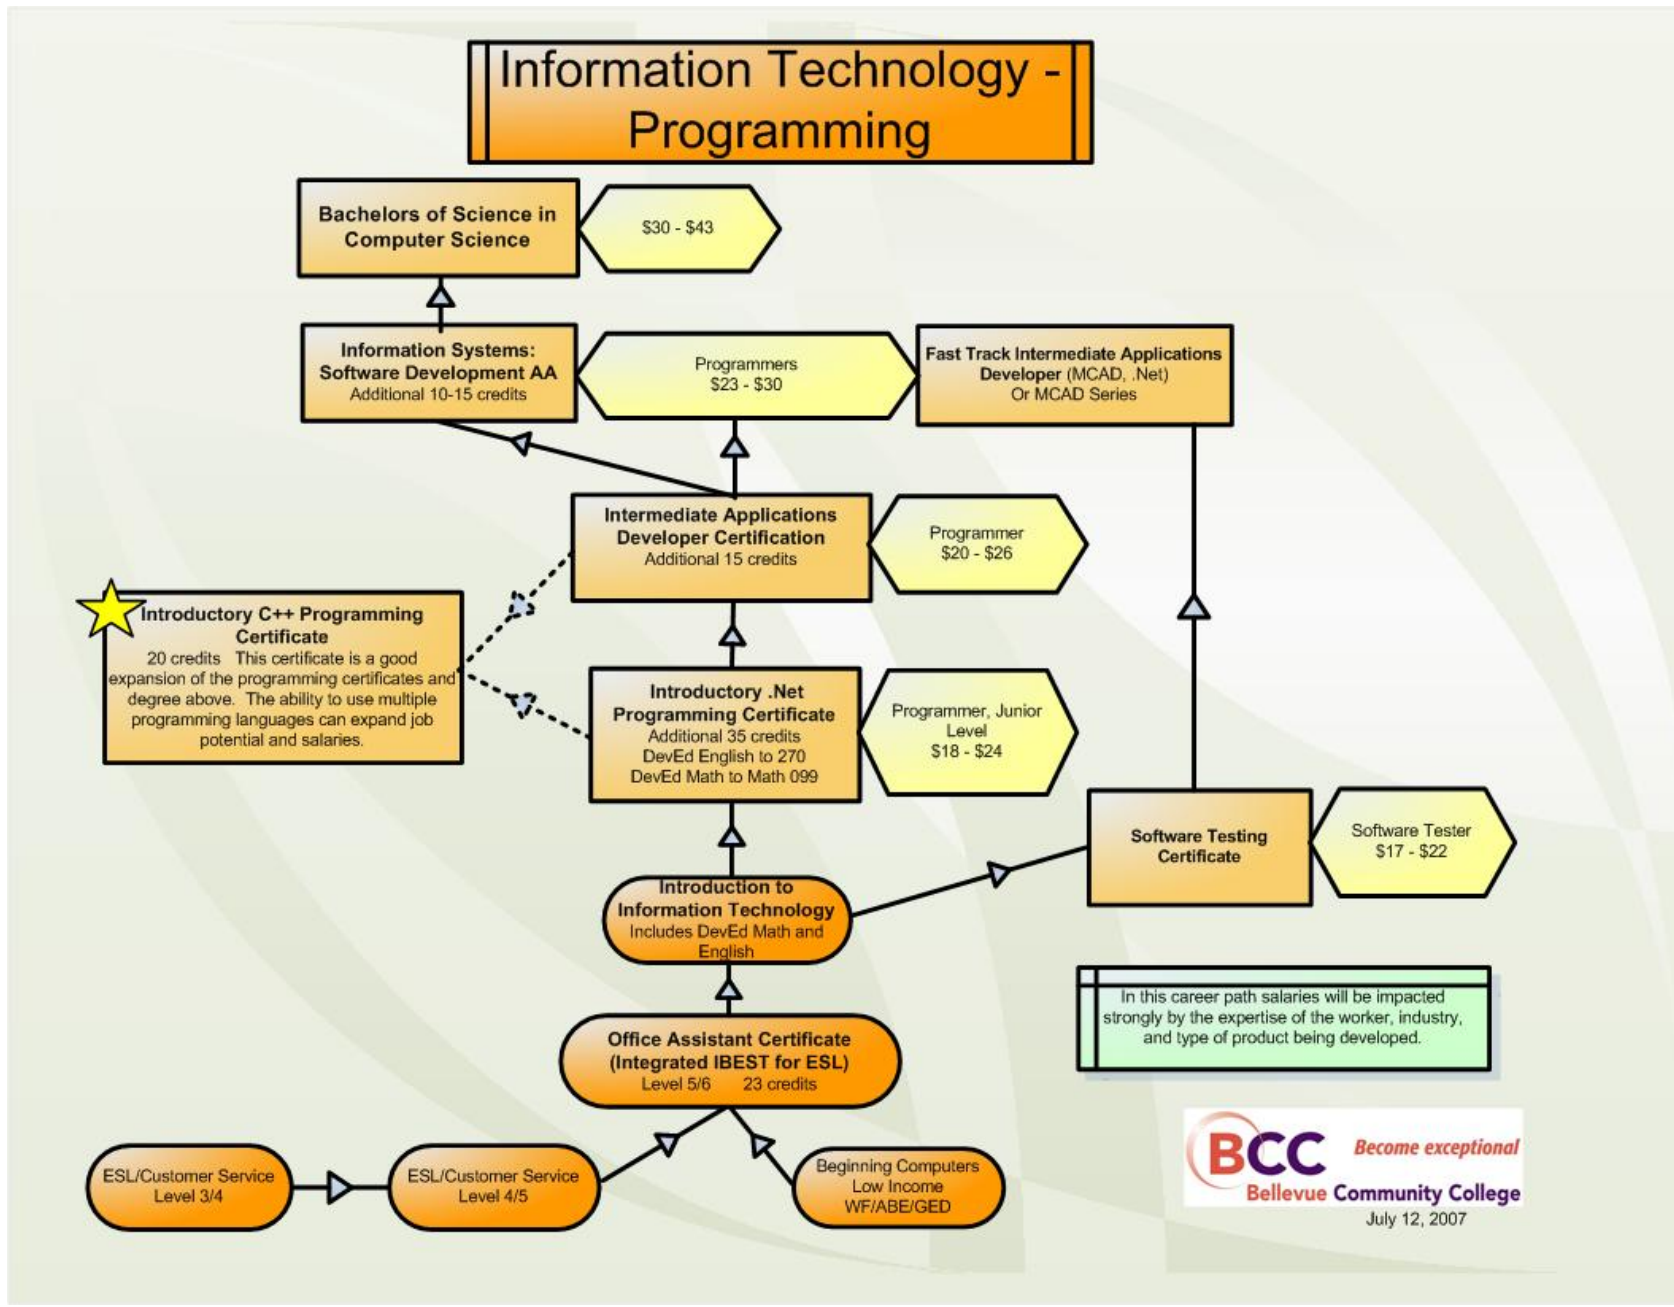 Information Technology -
Programming
Bachelors of Science in
Computer Science
$30 - $43
Information Systems:
Software Development AA
Additional 10-15 credits
Programmers
$23 - $30
Fast Track Intermediate Applications
Developer (MCAD, .Net)
Or MCAD Series
Intermediate Applications
Developer Certification
Additional 15 credits
Programmer
$20 - $26
Introductory C++ Programming
Certificate
20 credits This certificate is a good
expansion of the programming certificates and
degree above. The ability to use multiple
programming languages can expand job
potential and salaries.
Introductory .Net
Programming Certificate
Additional 35 credits
DevEd English to 270
DevEd Math to Math 099
Programmer, Junior
Level
$18 - $24
Software Testing
Certificate
Software Tester
$17 - $22
Introduction to
Information Technology
Includes DevEd Math and
English
In this career path salaries will be impacted
strongly by the expertise of the worker, industry,
and type of product being developed.
Office Assistant Certificate
(Integrated IBEST for ESL)
Level 5/6 23 credits
ESL/Customer Service
Level 3/4
ESL/Customer Service
Level 4/5
Beginning Computers
Low Income
WF/ABE/GED
BCC Become exceptional
Bellevue Community College
July 12, 2007